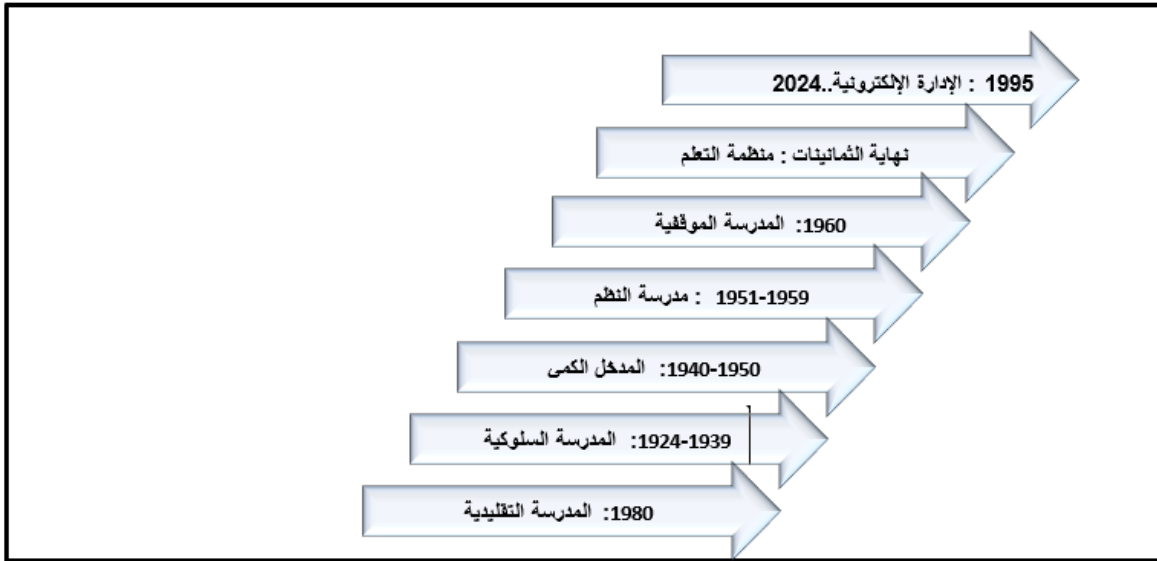 1995 : الإدارة الإلكترونية..2024
نهاية الثمانينات : منظمة التعلم
1960: المدرسة الموقفية
1951-1959 : مدرسة النظم
1940-1950: المدخل الكمى
1924-1939: المدرسة السلوكية
1980: المدرسة التقليدية